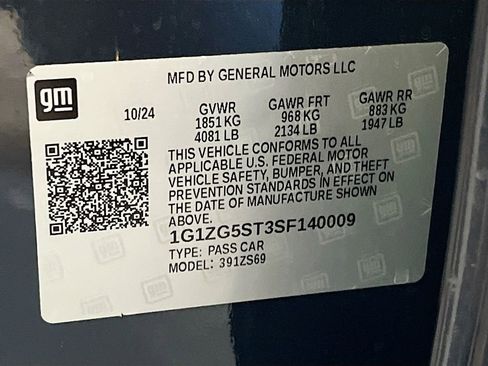 gm
MFD BY GENERAL MOTORS LLC
10/24 GVWR GAWR FRT GAWR RR
1851 KG 968 KG 883 KG
4081 LB 2134 LB 1947 LB
THIS VEHICLE CONFORMS TO ALL
APPLICABLE U.S. FEDERAL MOTOR
VEHICLE SAFETY, BUMPER, AND THEFT
PREVENTION STANDARDS IN EFFECT ON
THE DATE OF MANUFACTURE SHOWN
ABOVE.
1G1ZG5ST3SF140009
TYPE: PASS CAR
MODEL: 391ZS69